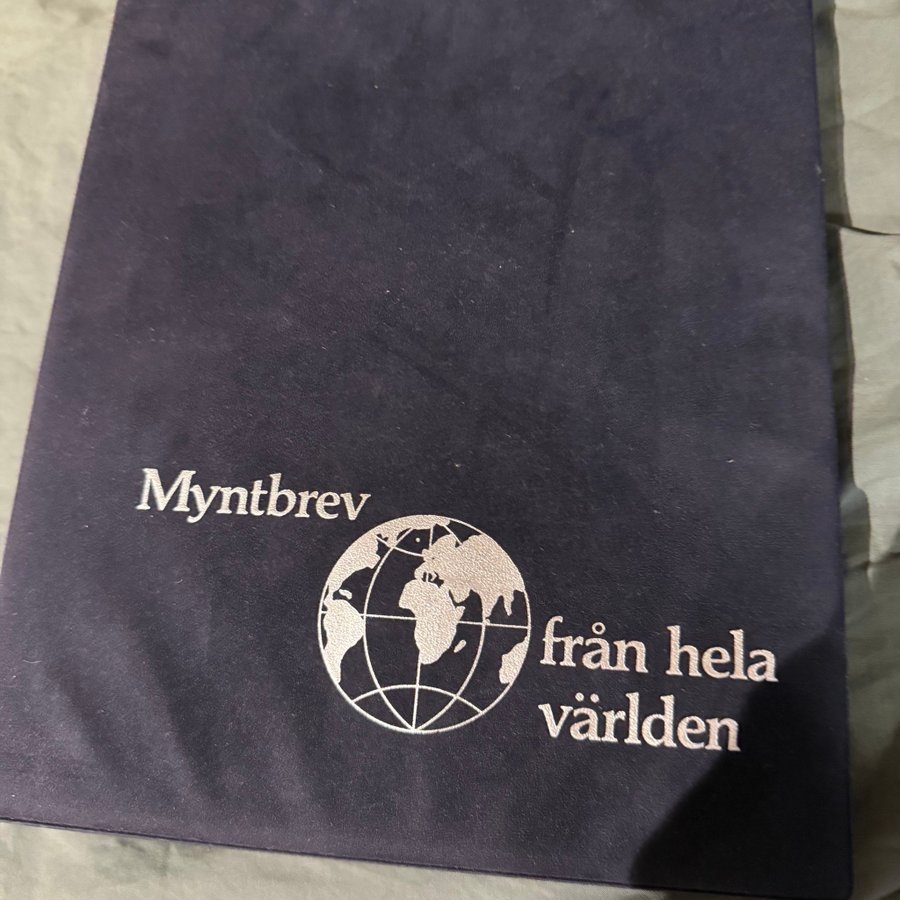 Myntbrev
från hela
världen